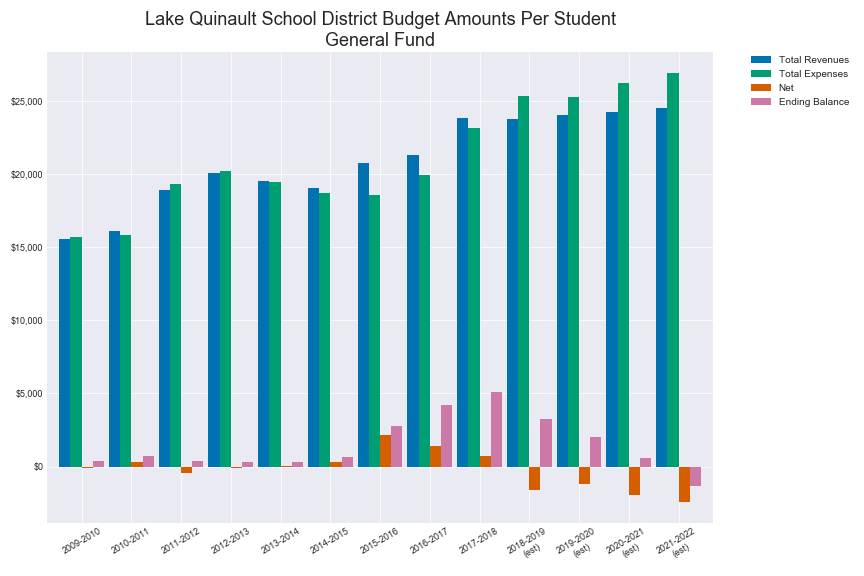 Lake Quinault School District Budget Amounts Per Student
General Fund
Total Revenues
Total Expenses
Net
Ending Balance
$25,000
$20,000
$15,000
$10,000
$5,000
$0
2009-2010
2010-2011
2011-2012
2012-2013
2013-2014
2014-2015
2015-2016
2016-2017
2017-2018
2018-2019
(est)
2019-2020
(est)
2020-2021
(est)
2021-2022
(est)